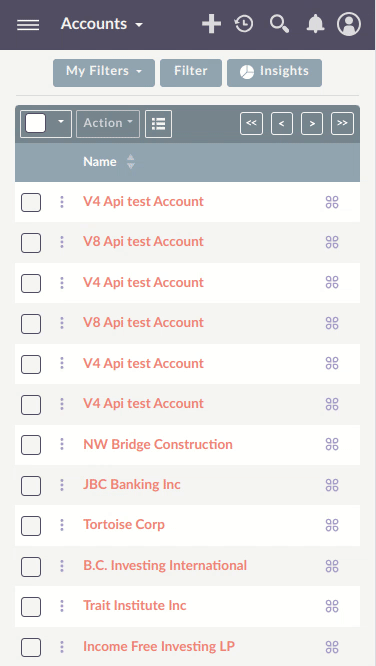 Accounts
My Filters Filter Insights
Action << < > >>
Name
V4 Api test Account
V8 Api test Account
V4 Api test Account
V8 Api test Account
V4 Api test Account
V4 Api test Account
NW Bridge Construction
JBC Banking Inc
Tortoise Corp
B.C. Investing International
Trait Institute Inc
Income Free Investing LP